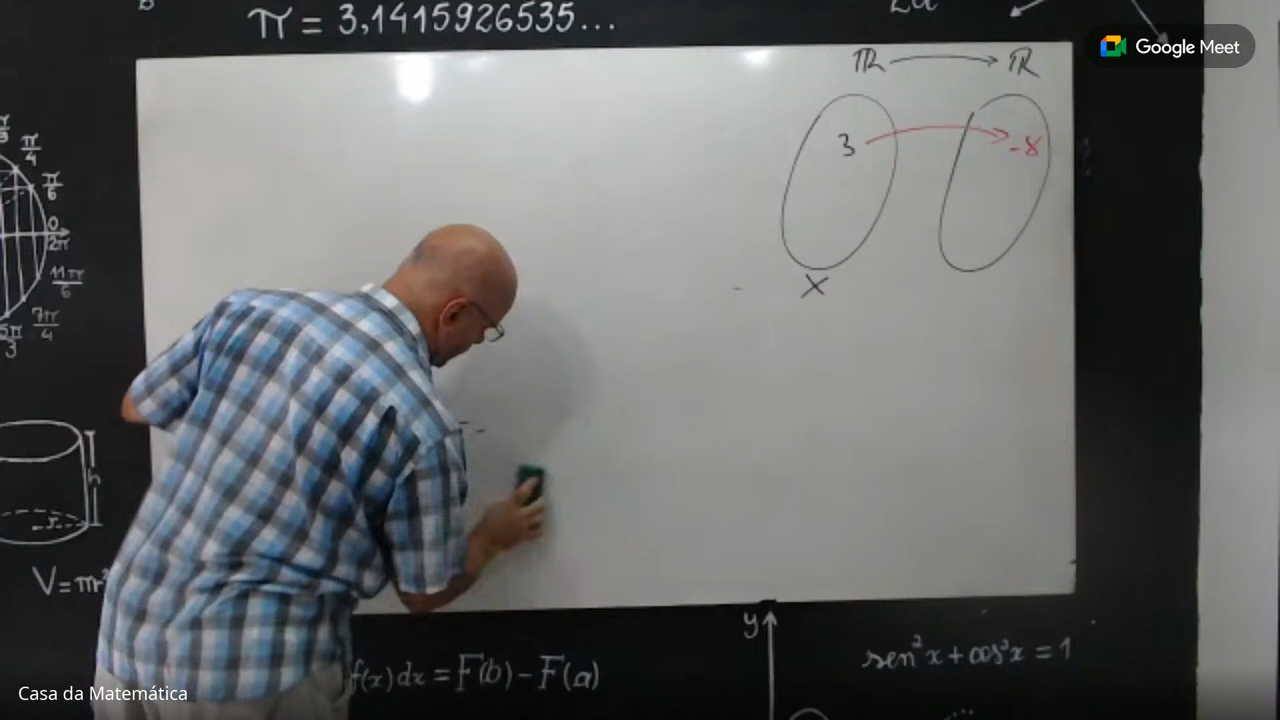 π = 3,1415926535...
2a
Google Meet
ℝ → ℝ
3 → -8
X
π/4
π/6
0
2π
11π/6
7π/4
5π/3
h
r
V=πr²
f(x)dx = F(b) - F(a)
y
sen²x + cos²x = 1
Casa da Matemática